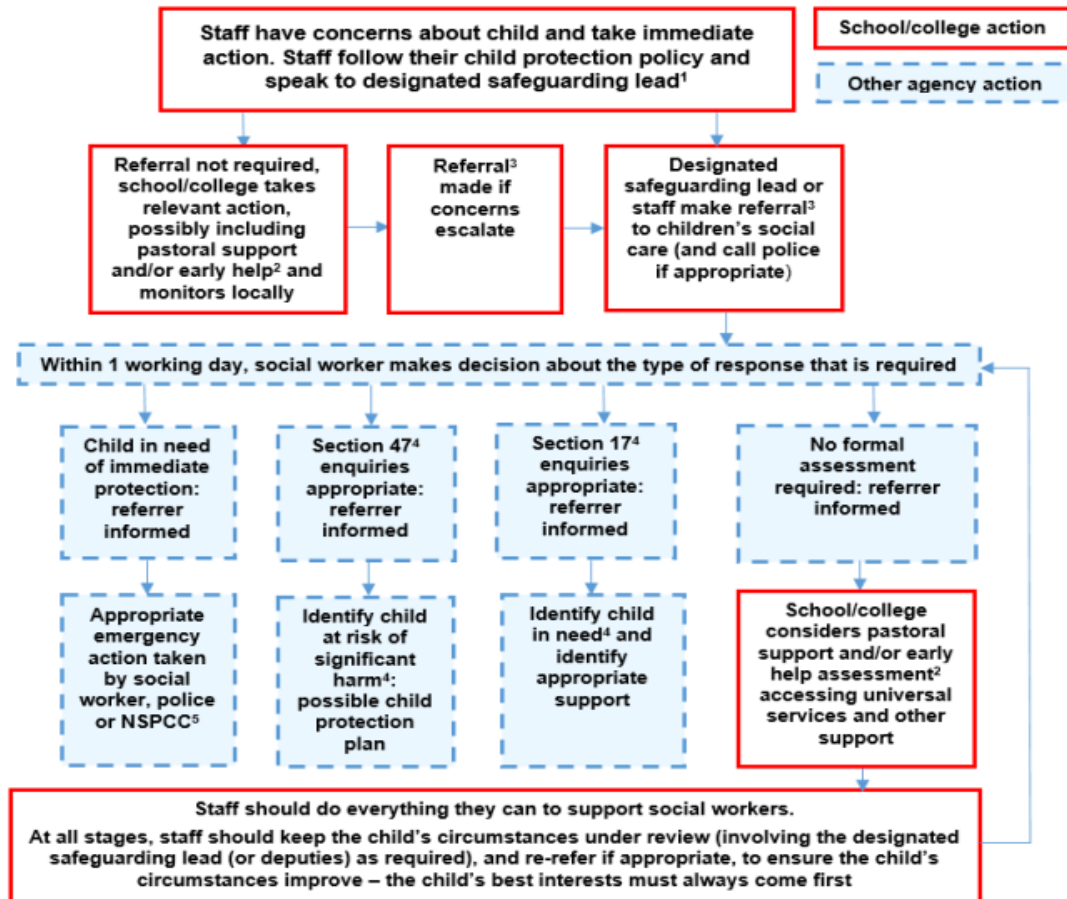 Staff have concerns about child and take immediate
action. Staff follow their child protection policy and
speak to designated safeguarding lead¹
School/college action
Other agency action
Referral not required,
school/college takes
relevant action,
possibly including
pastoral support
and/or early help² and
monitors locally
Referral³
made if
concerns
escalate
Designated
safeguarding lead or
staff make referral³
to children's social
care (and call police
if appropriate)
Within 1 working day, social worker makes decision about the type of response that is required
Child in need
of immediate
protection:
referrer
informed
Section 47⁴
enquiries
appropriate:
referrer
informed
Section 17⁴
enquiries
appropriate:
referrer
informed
No formal
assessment
required: referrer
informed
Appropriate
emergency
action taken
by social
worker, police
or NSPCC⁵
Identify child
at risk of
significant
harm⁴:
possible child
protection
plan
Identify child
in need⁴ and
identify
appropriate
support
School/college
considers pastoral
support and/or early
help assessment²
accessing universal
services and other
support
Staff should do everything they can to support social workers.
At all stages, staff should keep the child's circumstances under review (involving the designated
safeguarding lead (or deputies) as required), and re-refer if appropriate, to ensure the child's
circumstances improve – the child's best interests must always come first